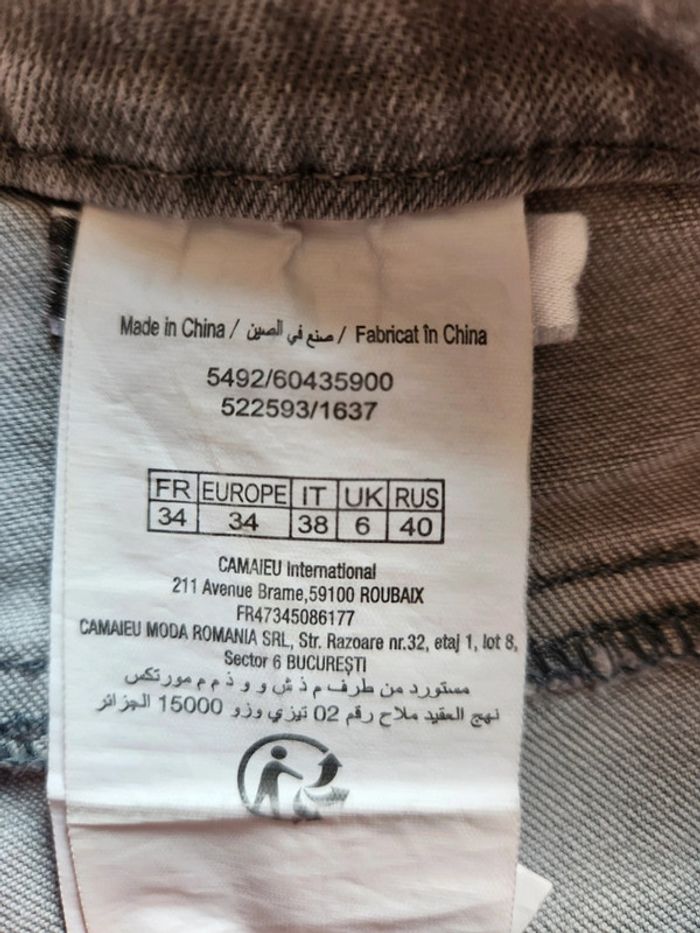 Made in China / صنع في الصين / Fabricat în China
5492/60435900
522593/1637
FR EUROPE IT UK RUS
34 34 38 6 40
CAMAIEU International
211 Avenue Brame,59100 ROUBAIX
FR47345086177
CAMAIEU MODA ROMANIA SRL, Str. Razoare nr.32, etaj 1, lot 8,
Sector 6 BUCUREŞTI
مستورد من طرف م ذ ش و و ذ م م مورتكس
نهج العقيد ملاح رقم 02 تيزي وزو 15000 الجزائر